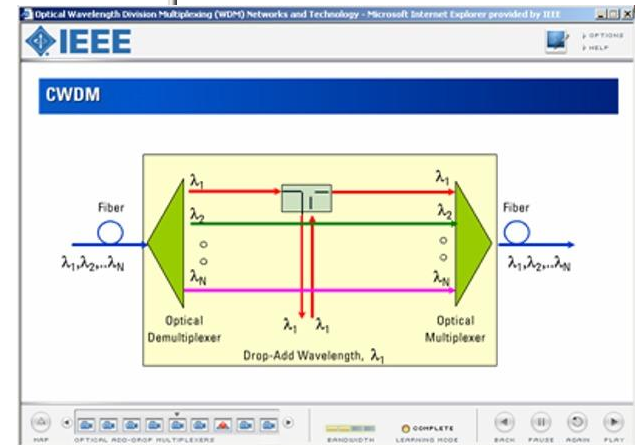 Optical Wavelength Division Multiplexing (WDM) Networks and Technology - Microsoft Internet Explorer provided by IEEE
IEEE
OPTIONS
HELP
CWDM
λ1
λ1
Fiber
λ2
λ2
Fiber
λ1,λ2,..λN
λ1,λ2,..λN
λN
λN
Optical
Demultiplexer
λ1 λ1
Optical
Multiplexer
Drop-Add Wavelength, λ1
MAP
OPTICAL ADD-DROP MULTIPLEXERS
BANDWIDTH
COMPLETE
LEARNING MODE
BACK PAUSE AGAIN PLAY